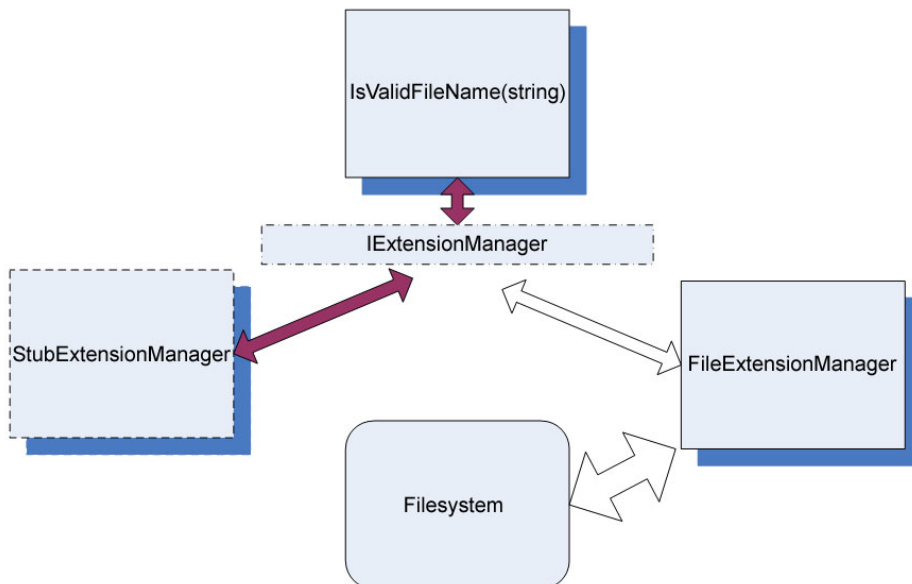 IsValidFileName(string)
IExtensionManager
StubExtensionManager
FileExtensionManager
Filesystem